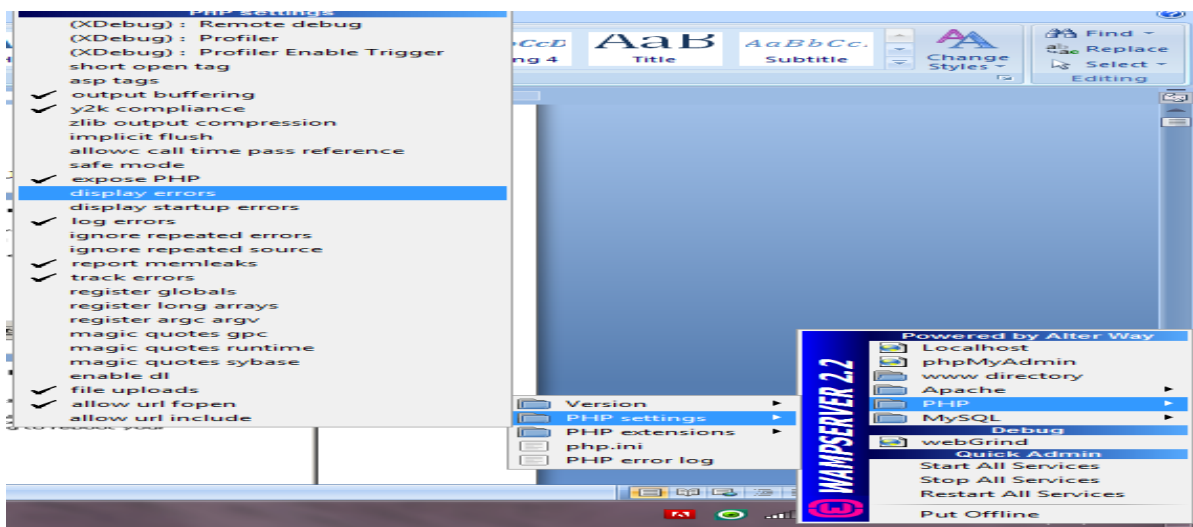 PHP settings
(XDebug) : Remote debug
(XDebug) : Profiler
(XDebug) : Profiler Enable Trigger
short open tag
asp tags
output buffering
y2k compliance
zlib output compression
implicit flush
allowc call time pass reference
safe mode
expose PHP
display errors
display startup errors
log errors
ignore repeated errors
ignore repeated source
report memleaks
track errors
register globals
register long arrays
register argc argv
magic quotes gpc
magic quotes runtime
magic quotes sybase
enable dl
file uploads
allow url fopen
allow url include
to reboot your
AaB
AaBbCc.
ng 4
Title
Subtitle
Change
Styles
Find
Replace
Select
Editing
Version
PHP settings
PHP extensions
php.ini
PHP error log
WAMPSERVER 2.2
Powered by Alter Way
Localhost
phpMyAdmin
www directory
Apache
PHP
MySQL
Debug
webGrind
Quick Admin
Start All Services
Stop All Services
Restart All Services
Put Offline